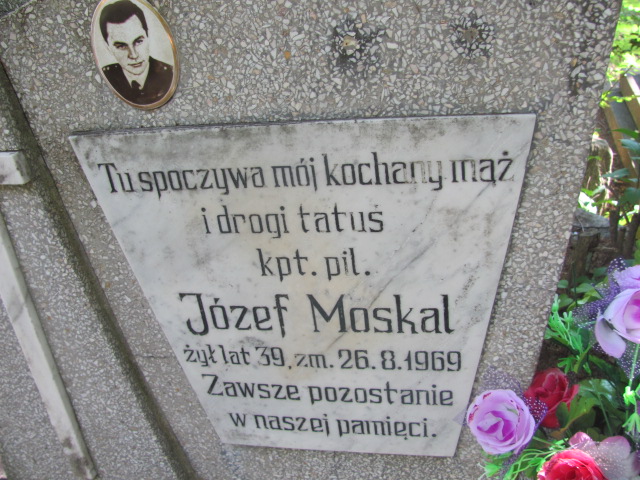 Tu spoczywa mój kochany mąż
i drogi tatuś
kpt. pil.
Józef Moskal
żył lat 39, zm. 26.8.1969
Zawsze pozostanie
w naszej pamięci.